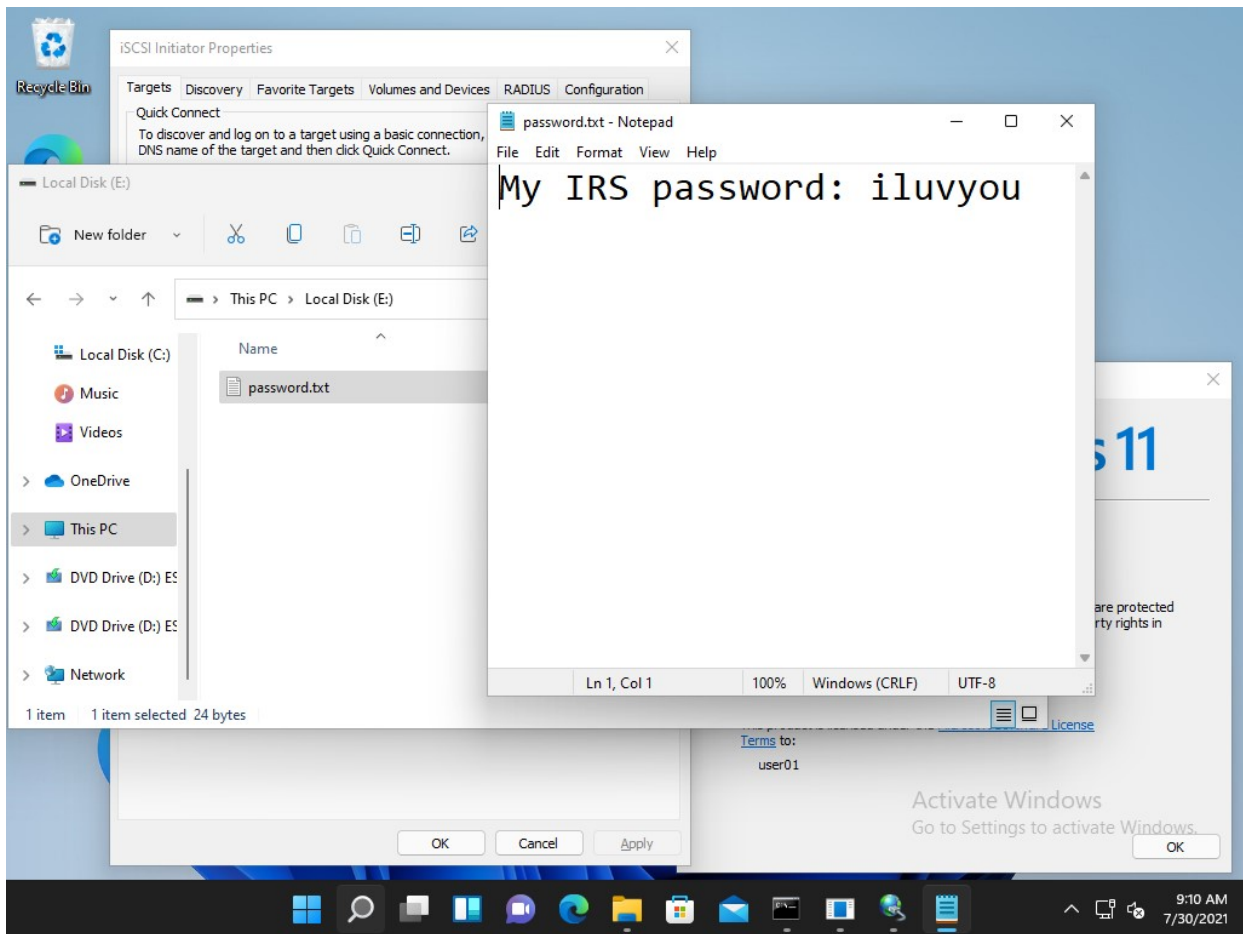 Recycle Bin
iSCSI Initiator Properties
Targets Discovery Favorite Targets Volumes and Devices RADIUS Configuration
Quick Connect
To discover and log on to a target using a basic connection,
DNS name of the target and then click Quick Connect.
password.txt - Notepad
File Edit Format View Help
My IRS password: iluvyou
Ln 1, Col 1 100% Windows (CRLF) UTF-8
Local Disk (E:)
New folder
This PC > Local Disk (E:)
Name
password.txt
Local Disk (C:)
Music
Videos
OneDrive
This PC
DVD Drive (D:) ES
DVD Drive (D:) ES
Network
1 item 1 item selected 24 bytes
s 11
are protected
rty rights in
License
Terms to:
user01
Activate Windows
Go to Settings to activate Windows.
OK
OK Cancel Apply
9:10 AM
7/30/2021